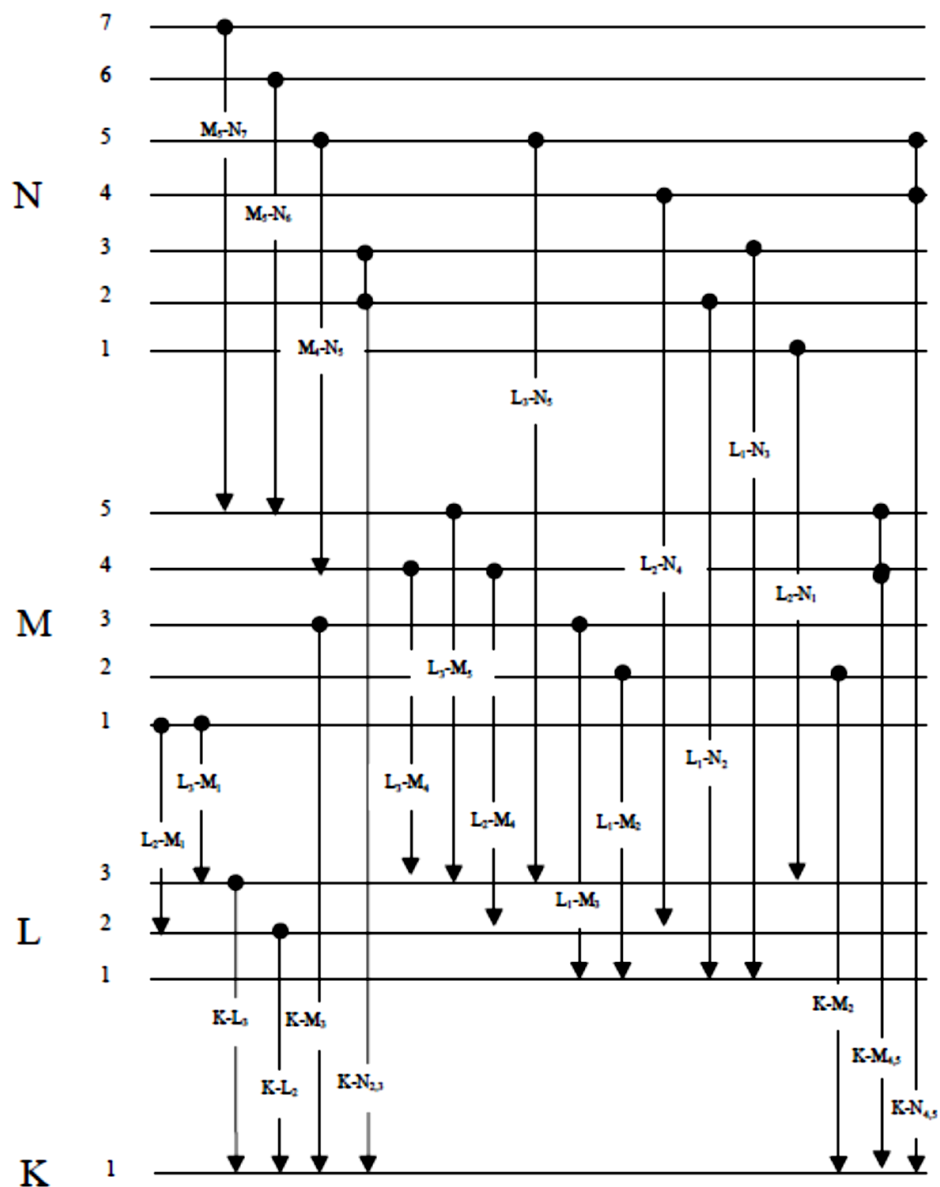 7
6
M₅-N₇
5
N
4
M₅-N₆
3
2
1
M₄-N₅
L₃-N₅
L₁-N₃
5
4
L₂-N₄
L₂-N₁
M
3
2
L₃-M₅
1
L₁-N₂
L₃-M₁
L₃-M₄
L₂-M₄
L₁-M₂
L₂-M₁
3
L₁-M₃
L
2
1
K-M₂
K-L₃
K-M₃
K-M₄,₅
K-L₂
K-N₂,₃
K-N₄,₅
K
1